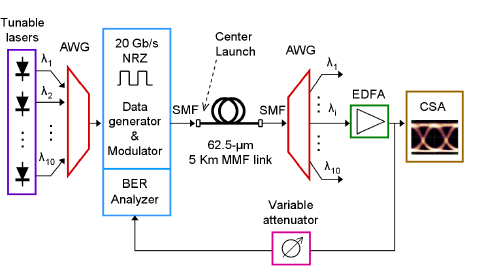 Tunable
lasers
λ1
λ2
λ10
AWG
20 Gb/s
NRZ
Data
generator
&
Modulator
BER
Analyzer
SMF
Center
Launch
62.5-μm
5 Km MMF link
SMF
AWG
λ1
λi
λ10
EDFA
CSA
Variable
attenuator